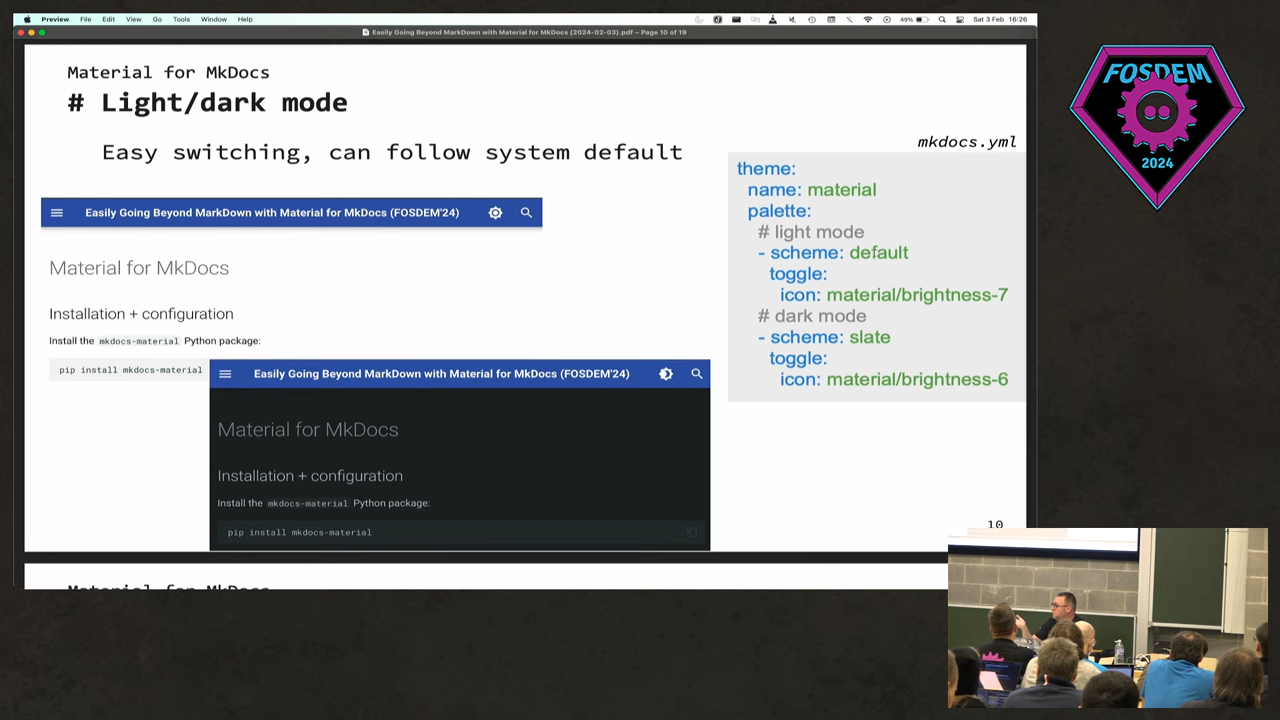 Preview File Edit View Go Tools Window Help
49% Sat 3 Feb 16:26
Easily Going Beyond MarkDown with Material for MkDocs (2024-02-03).pdf – Page 10 of 19
Material for MkDocs
# Light/dark mode
Easy switching, can follow system default
Easily Going Beyond MarkDown with Material for MkDocs (FOSDEM'24)
Material for MkDocs
Installation + configuration
Install the mkdocs-material Python package:
pip install mkdocs-material
Easily Going Beyond MarkDown with Material for MkDocs (FOSDEM'24)
Material for MkDocs
Installation + configuration
Install the mkdocs-material Python package:
pip install mkdocs-material
mkdocs.yml
theme:
name: material
palette:
# light mode
- scheme: default
toggle:
icon: material/brightness-7
# dark mode
- scheme: slate
toggle:
icon: material/brightness-6
10
Material for MkDocs
FOSDEM
2024